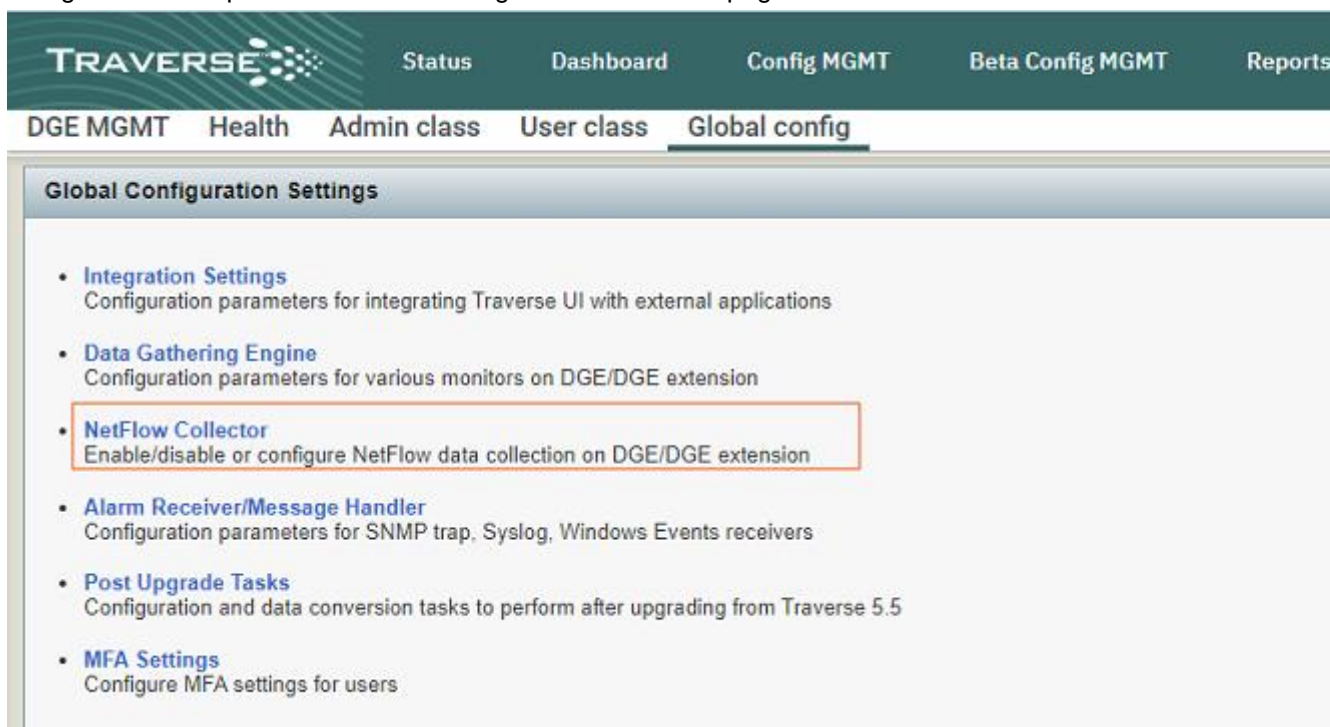 TRAVERSE Status Dashboard Config MGMT Beta Config MGMT Reports
DGE MGMT Health Admin class User class Global config
Global Configuration Settings
• Integration Settings
Configuration parameters for integrating Traverse UI with external applications
• Data Gathering Engine
Configuration parameters for various monitors on DGE/DGE extension
• NetFlow Collector
Enable/disable or configure NetFlow data collection on DGE/DGE extension
• Alarm Receiver/Message Handler
Configuration parameters for SNMP trap, Syslog, Windows Events receivers
• Post Upgrade Tasks
Configuration and data conversion tasks to perform after upgrading from Traverse 5.5
• MFA Settings
Configure MFA settings for users